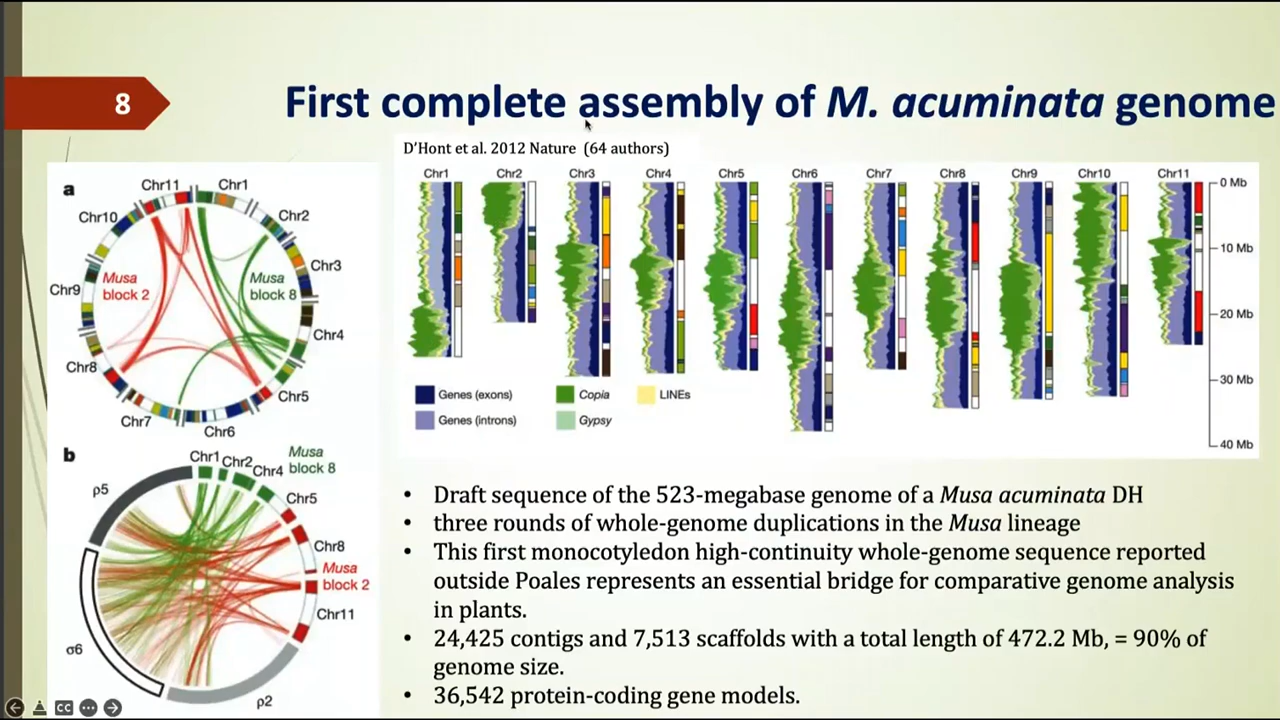 8
First complete assembly of M. acuminata genome
D'Hont et al. 2012 Nature (64 authors)
a
Chr11
Chr1
Chr10
Chr2
Chr3
Musa
block 2
Musa
block 8
Chr9
Chr4
Chr8
Chr5
Chr7
Chr6
b
Chr1
Chr2
Chr4
Musa
block 8
ρ5
Chr5
Chr8
Musa
block 2
Chr11
σ6
ρ2
Chr1 Chr2 Chr3 Chr4 Chr5 Chr6 Chr7 Chr8 Chr9 Chr10 Chr11
0 Mb
10 Mb
20 Mb
30 Mb
40 Mb
Genes (exons) Copia LINEs
Genes (introns) Gypsy
• Draft sequence of the 523-megabase genome of a Musa acuminata DH
• three rounds of whole-genome duplications in the Musa lineage
• This first monocotyledon high-continuity whole-genome sequence reported
outside Poales represents an essential bridge for comparative genome analysis
in plants.
• 24,425 contigs and 7,513 scaffolds with a total length of 472.2 Mb, = 90% of
genome size.
• 36,542 protein-coding gene models.
CC